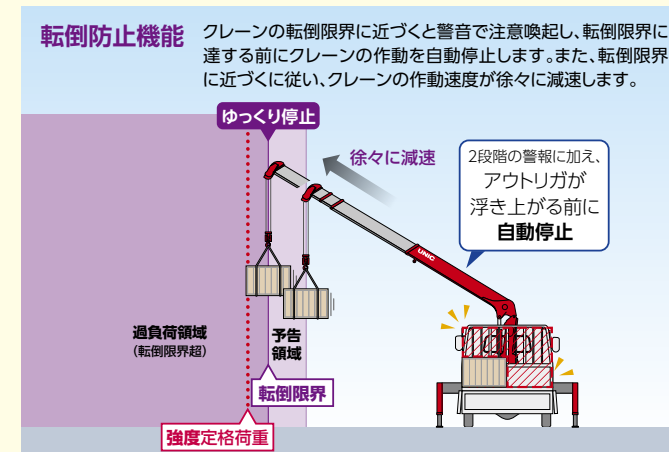 転倒防止機能
クレーンの転倒限界に近づくと警音で注意喚起し、転倒限界に
達する前にクレーンの作動を自動停止します。また、転倒限界
に近づくに従い、クレーンの作動速度が徐々に減速します。
ゆっくり停止
徐々に減速
2段階の警報に加え、
アウトリガが
浮き上がる前に
自動停止
UNIC
過負荷領域
(転倒限界超)
予告
領域
転倒限界
強度定格荷重